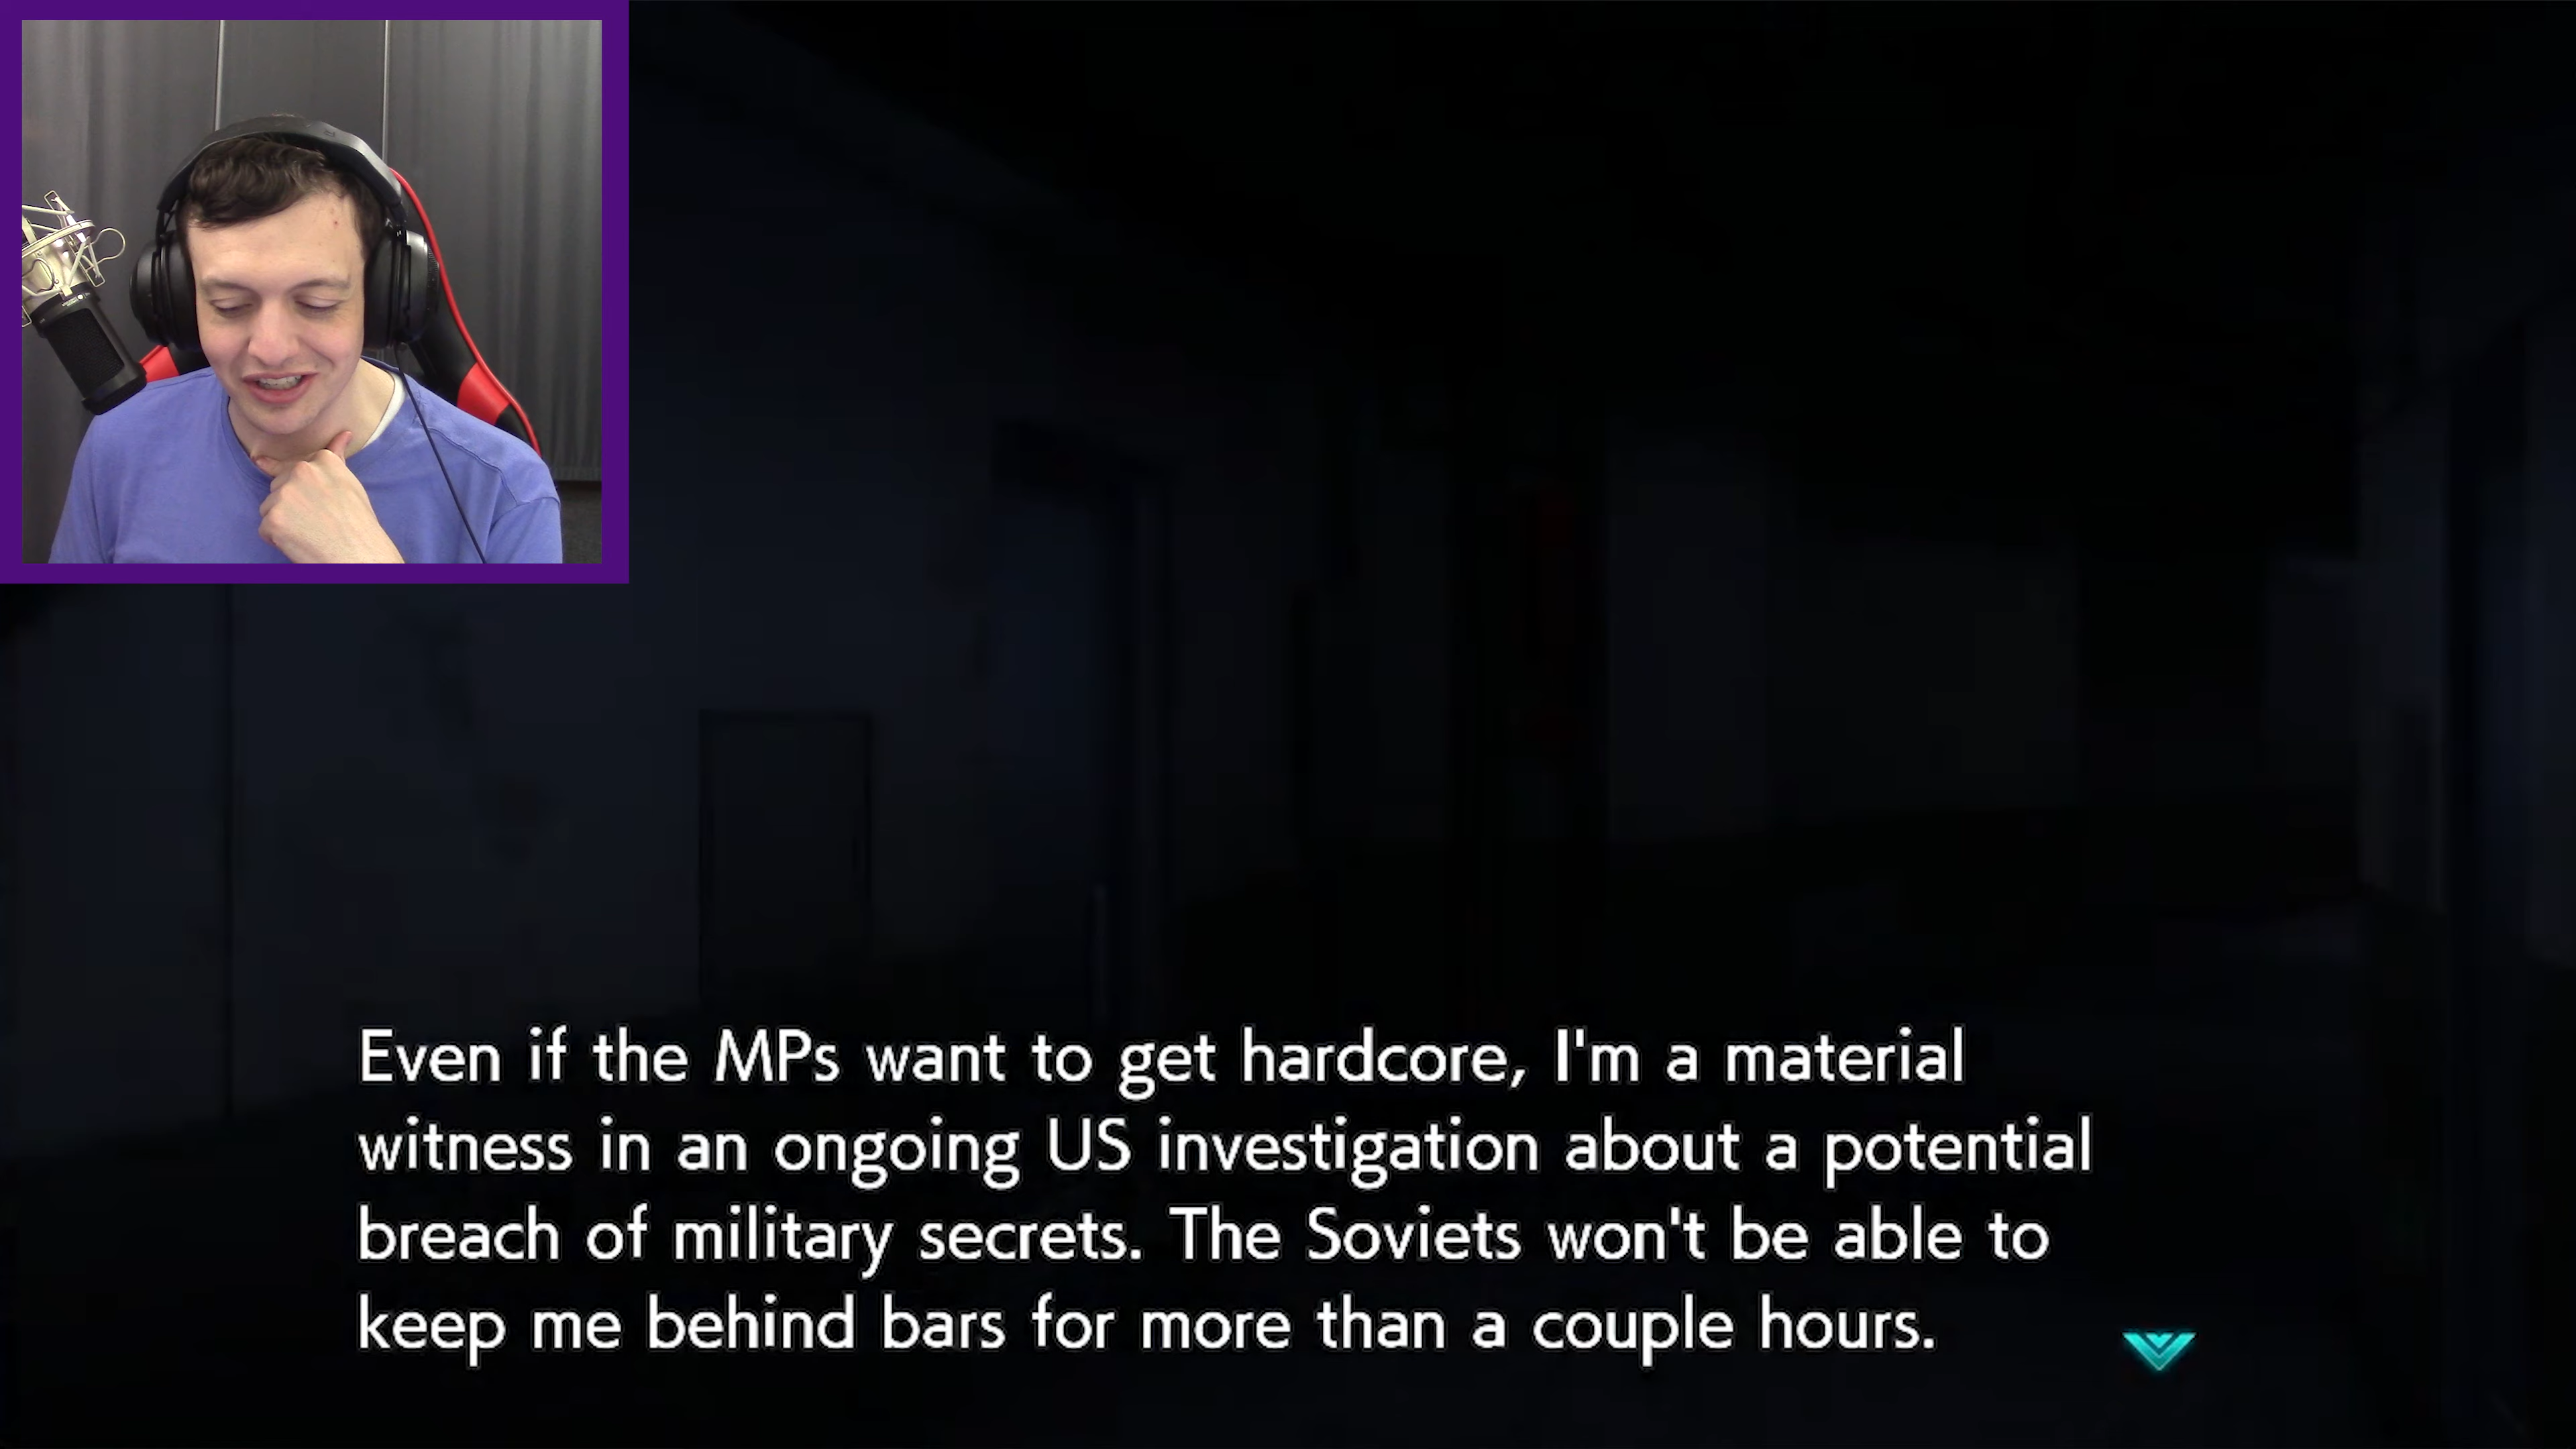 Even if the MPs want to get hardcore, I'm a material
witness in an ongoing US investigation about a potential
breach of military secrets. The Soviets won't be able to
keep me behind bars for more than a couple hours.